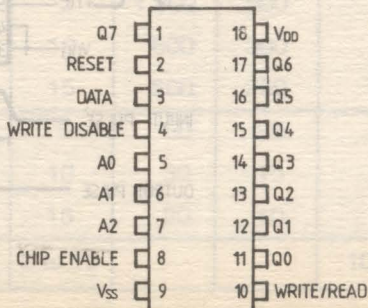 Q7 1 18 VDD
RESET 2 17 Q6
DATA 3 16 Q5
WRITE DISABLE 4 15 Q4
A0 5 14 Q3
A1 6 13 Q2
A2 7 12 Q1
CHIP ENABLE 8 11 Q0
VSS 9 10 WRITE/READ